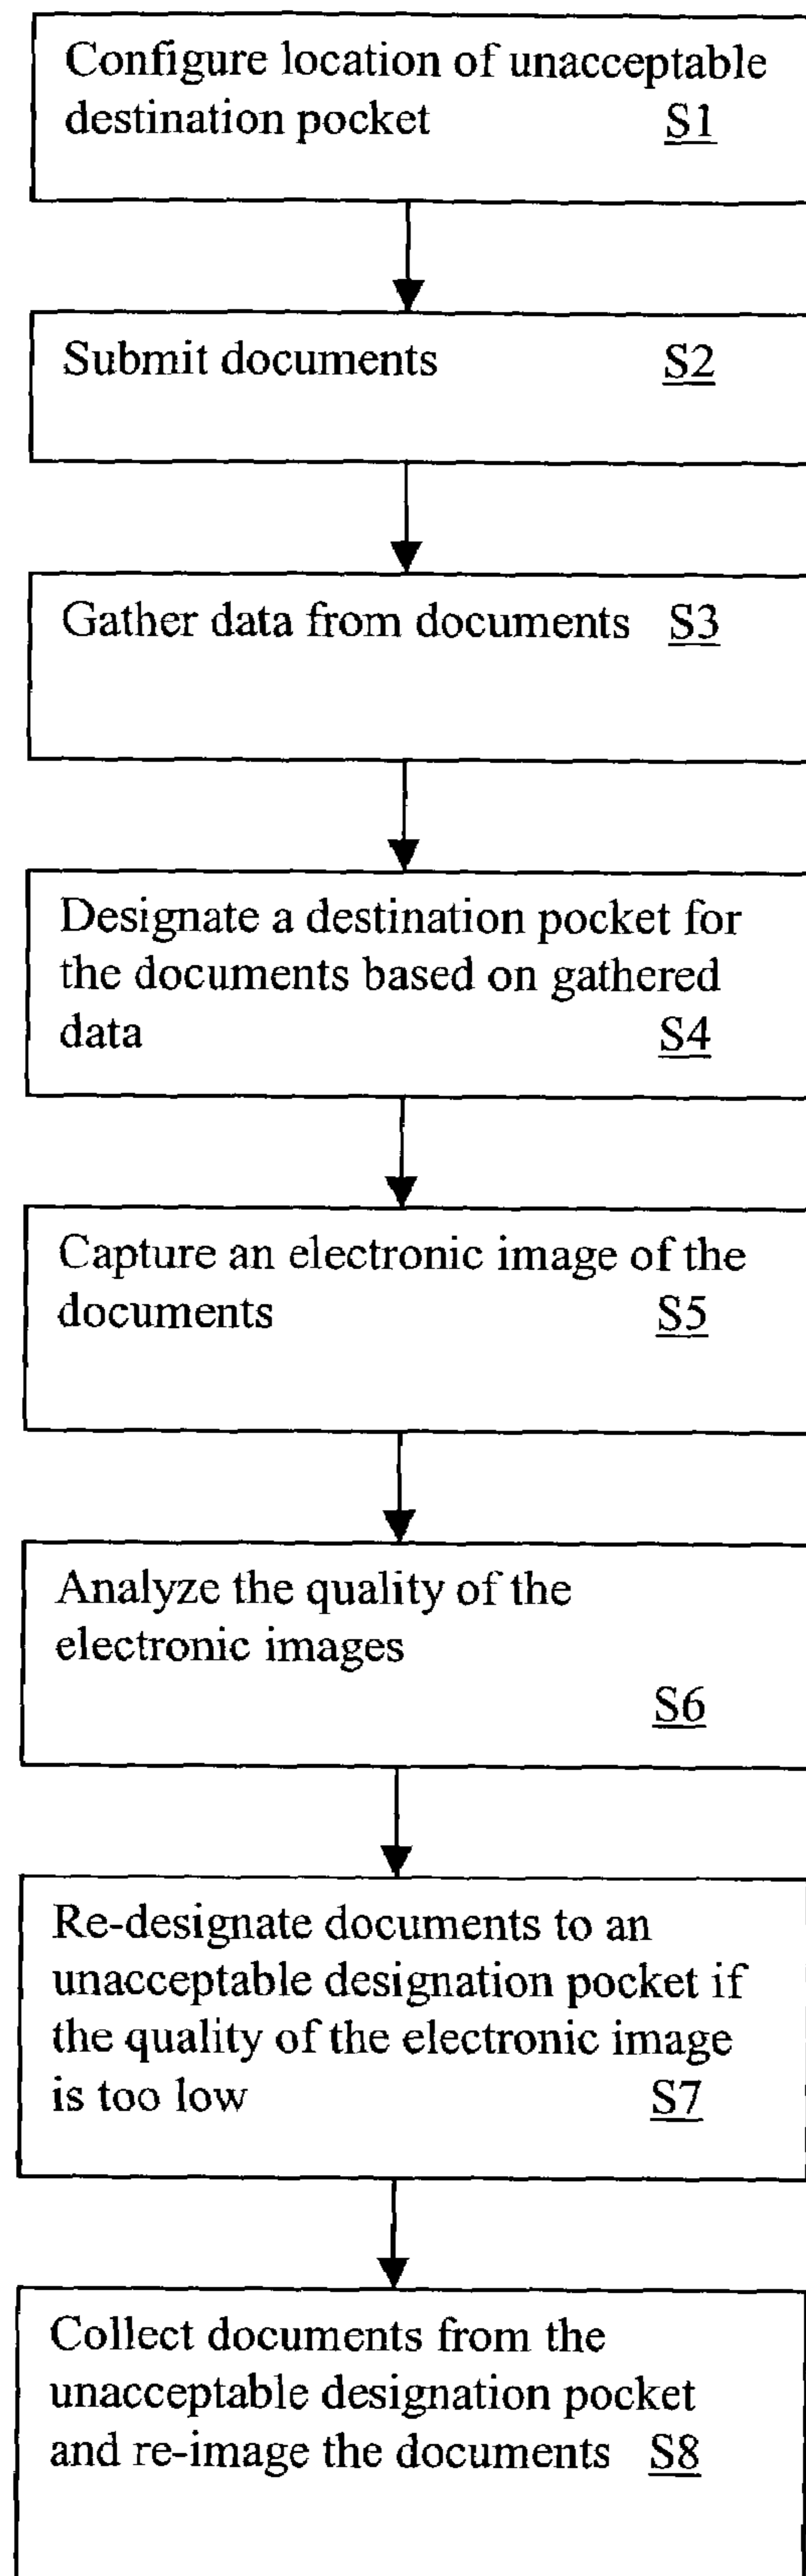 Configure location of unacceptable
destination pocket S1
Submit documents S2
Gather data from documents S3
Designate a destination pocket for
the documents based on gathered
data S4
Capture an electronic image of the
documents S5
Analyze the quality of the
electronic images
S6
Re-designate documents to an
unacceptable designation pocket if
the quality of the electronic image
is too low S7
Collect documents from the
unacceptable designation pocket
and re-image the documents S8